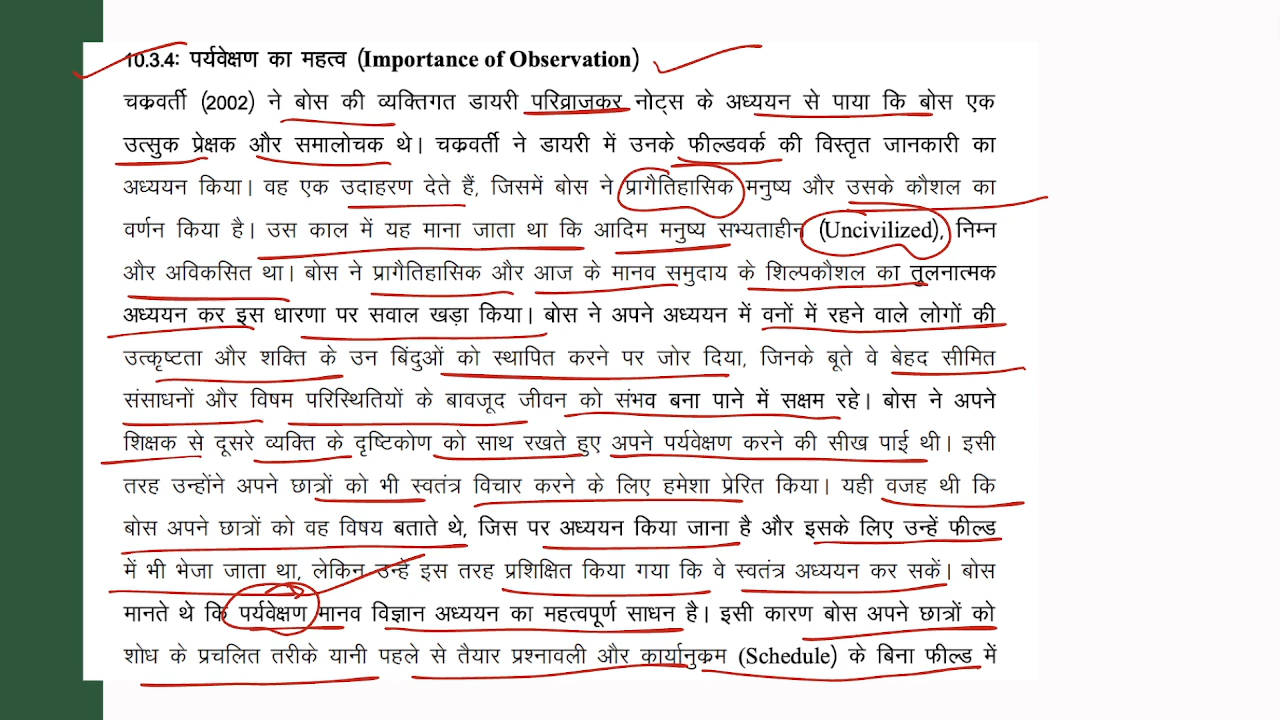 10.3.4: पर्यवेक्षण का महत्व (Importance of Observation)
चक्रवर्ती (2002) ने बोस की व्यक्तिगत डायरी परिव्राजकर नोट्स के अध्ययन से पाया कि बोस एक
उत्सुक प्रेक्षक और समालोचक थे। चक्रवर्ती ने डायरी में उनके फील्डवर्क की विस्तृत जानकारी का
अध्ययन किया। वह एक उदाहरण देते हैं, जिसमें बोस ने प्रागैतिहासिक मनुष्य और उसके कौशल का
वर्णन किया है। उस काल में यह माना जाता था कि आदिम मनुष्य सभ्यताहीन (Uncivilized), निम्न
और अविकसित था। बोस ने प्रागैतिहासिक और आज के मानव समुदाय के शिल्पकौशल का तुलनात्मक
अध्ययन कर इस धारणा पर सवाल खड़ा किया। बोस ने अपने अध्ययन में वनों में रहने वाले लोगों की
उत्कृष्टता और शक्ति के उन बिंदुओं को स्थापित करने पर जोर दिया, जिनके बूते वे बेहद सीमित
संसाधनों और विषम परिस्थितियों के बावजूद जीवन को संभव बना पाने में सक्षम रहे। बोस ने अपने
शिक्षक से दूसरे व्यक्ति के दृष्टिकोण को साथ रखते हुए अपने पर्यवेक्षण करने की सीख पाई थी। इसी
तरह उन्होंने अपने छात्रों को भी स्वतंत्र विचार करने के लिए हमेशा प्रेरित किया। यही वजह थी कि
बोस अपने छात्रों को वह विषय बताते थे, जिस पर अध्ययन किया जाना है और इसके लिए उन्हें फील्ड
में भी भेजा जाता था, लेकिन उन्हें इस तरह प्रशिक्षित किया गया कि वे स्वतंत्र अध्ययन कर सकें। बोस
मानते थे कि पर्यवेक्षण मानव विज्ञान अध्ययन का महत्वपूर्ण साधन है। इसी कारण बोस अपने छात्रों को
शोध के प्रचलित तरीके यानी पहले से तैयार प्रश्नावली और कार्यानुक्रम (Schedule) के बिना फील्ड में